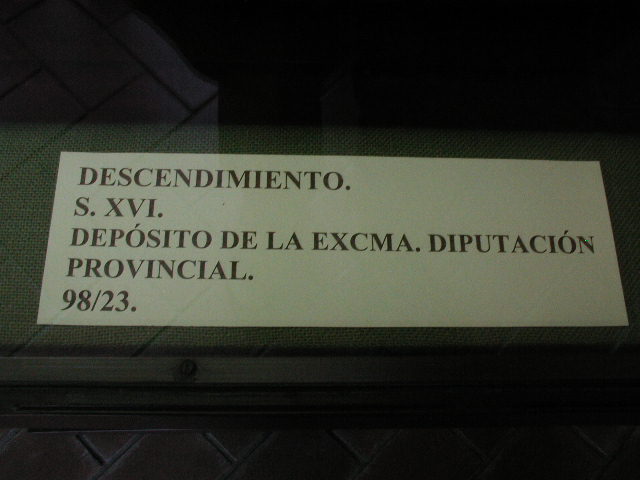 DESCENDIMIENTO.
S. XVI.
DEPÓSITO DE LA EXCMA. DIPUTACIÓN
PROVINCIAL.
98/23.